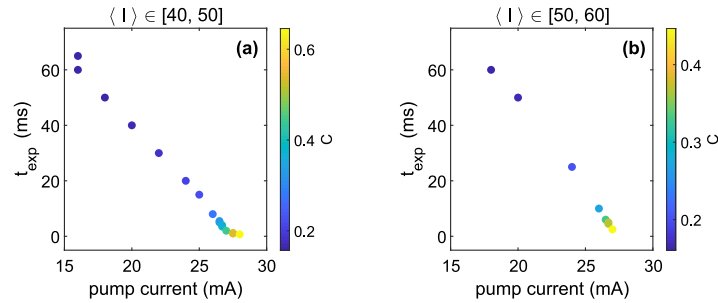 ⟨ I ⟩ ∈ [40, 50]
(a)
t_exp (ms)
60
40
20
0
15
20
25
30
pump current (mA)
0.6
0.4
0.2
C
⟨ I ⟩ ∈ [50, 60]
(b)
t_exp (ms)
60
40
20
0
15
20
25
30
pump current (mA)
0.4
0.3
0.2
C